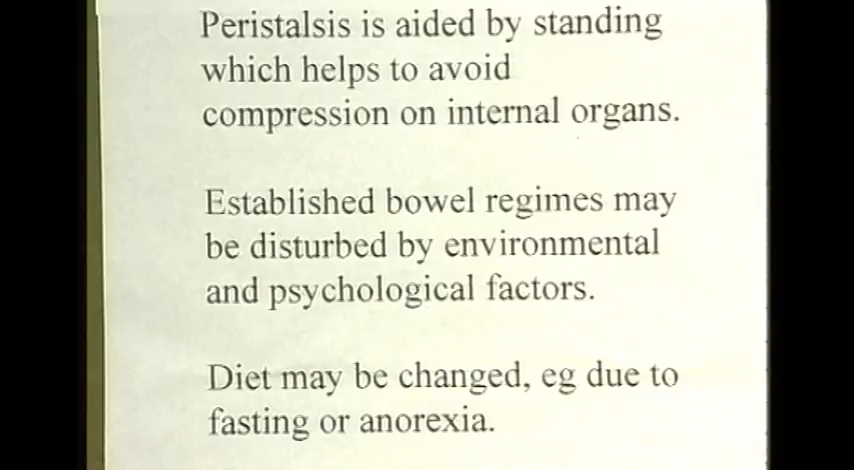 Peristalsis is aided by standing
which helps to avoid
compression on internal organs.
Established bowel regimes may
be disturbed by environmental
and psychological factors.
Diet may be changed, eg due to
fasting or anorexia.